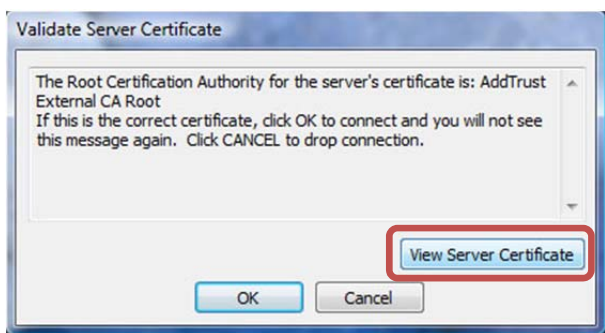 Validate Server Certificate
The Root Certification Authority for the server's certificate is: AddTrust
External CA Root
If this is the correct certificate, click OK to connect and you will not see
this message again.  Click CANCEL to drop connection.
View Server Certificate
OK
Cancel